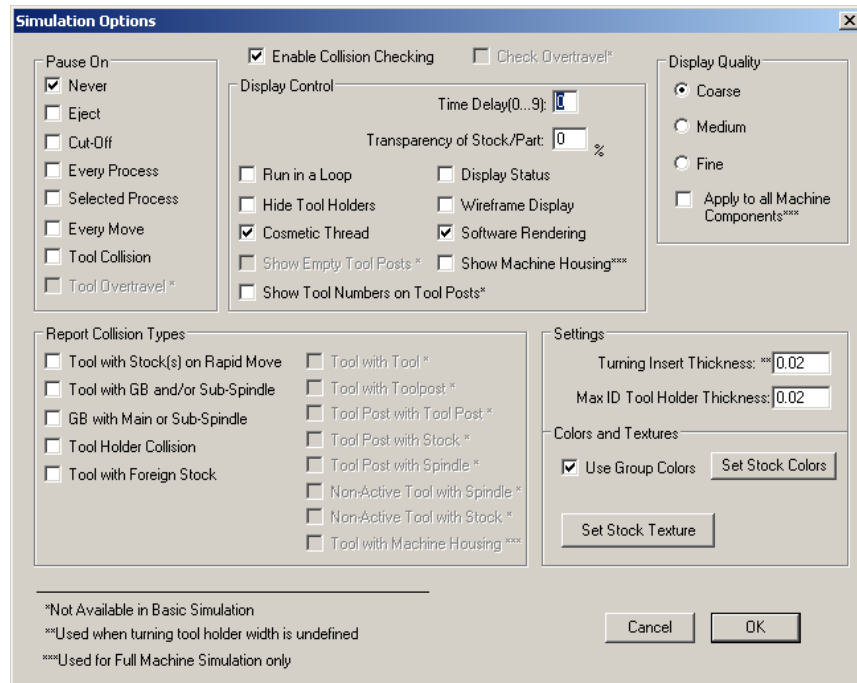 Simulation Options
Pause On
Never
Eject
Cut-Off
Every Process
Selected Process
Every Move
Tool Collision
Tool Overtravel *
Enable Collision Checking
Check Overtravel*
Display Control
Time Delay(0...9): 0
Transparency of Stock/Part: 0 %
Run in a Loop
Display Status
Hide Tool Holders
Wireframe Display
Cosmetic Thread
Software Rendering
Show Empty Tool Posts *
Show Machine Housing***
Show Tool Numbers on Tool Posts*
Display Quality
Coarse
Medium
Fine
Apply to all Machine
Components***
Report Collision Types
Tool with Stock(s) on Rapid Move
Tool with GB and/or Sub-Spindle
GB with Main or Sub-Spindle
Tool Holder Collision
Tool with Foreign Stock
Tool with Tool *
Tool with Toolpost *
Tool Post with Tool Post *
Tool Post with Stock *
Tool Post with Spindle *
Non-Active Tool with Spindle *
Non-Active Tool with Stock *
Tool with Machine Housing ***
Settings
Turning Insert Thickness: ** 0.02
Max ID Tool Holder Thickness: 0.02
Colors and Textures
Use Group Colors
Set Stock Colors
Set Stock Texture
*Not Available in Basic Simulation
**Used when turning tool holder width is undefined
***Used for Full Machine Simulation only
Cancel
OK